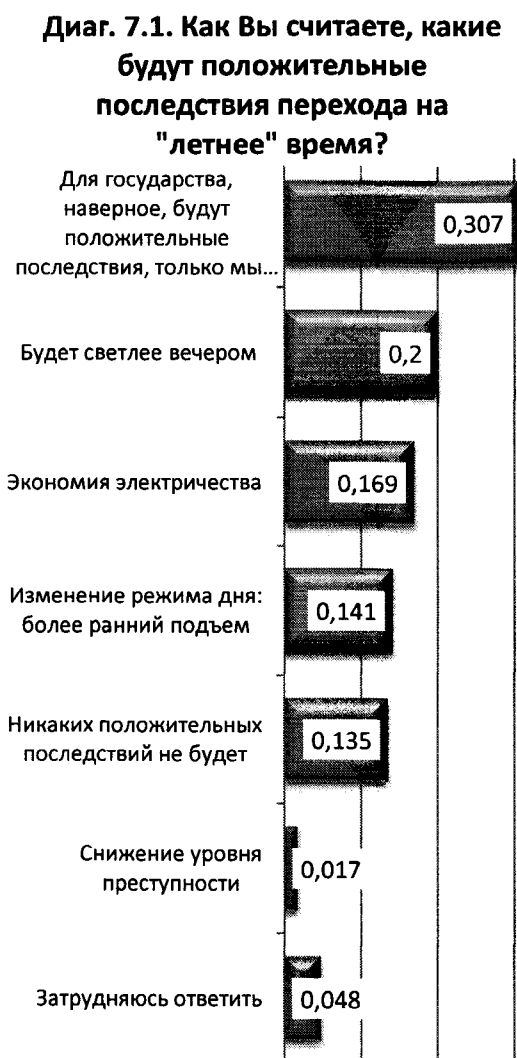 Диаг. 7.1. Как Вы считаете, какие
будут положительные
последствия перехода на
"летнее" время?
Для государства,
наверное, будут
положительные
последствия, только мы...
0,307
Будет светлее вечером
0,2
Экономия электричества
0,169
Изменение режима дня:
более ранний подъем
0,141
Никаких положительных
последствий не будет
0,135
Снижение уровня
преступности
0,017
Затрудняюсь ответить
0,048